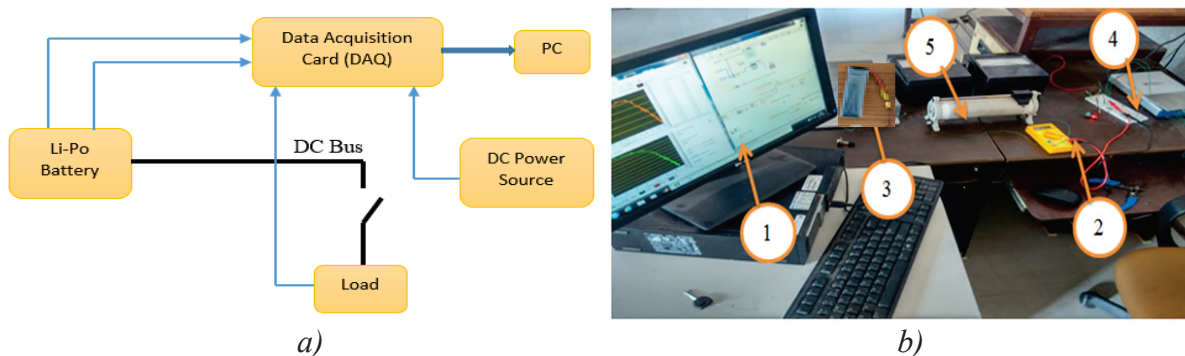 Data Acquisition
Card (DAQ)
PC
Li-Po
Battery
DC Bus
DC Power
Source
Load
a)
1
2
3
4
5
b)